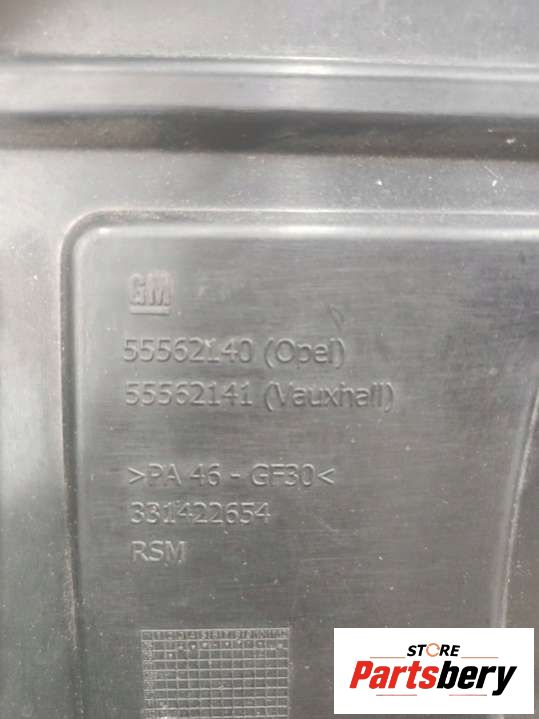 GM
55562140 (Opel)
55562141 (Vauxhall)
>PA 46 - GF30<
331422654
RSM
STORE
Partsbery